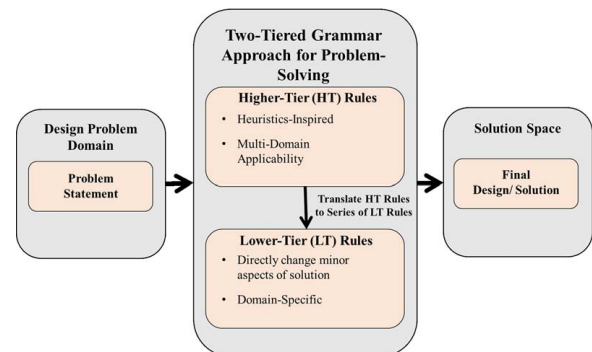 Two-Tiered Grammar
Approach for Problem-
Solving
Design Problem
Domain
Problem
Statement
Higher-Tier (HT) Rules
• Heuristics-Inspired
• Multi-Domain
Applicability
Translate HT Rules
to Series of LT Rules
Lower-Tier (LT) Rules
• Directly change minor
aspects of solution
• Domain-Specific
Solution Space
Final
Design/ Solution